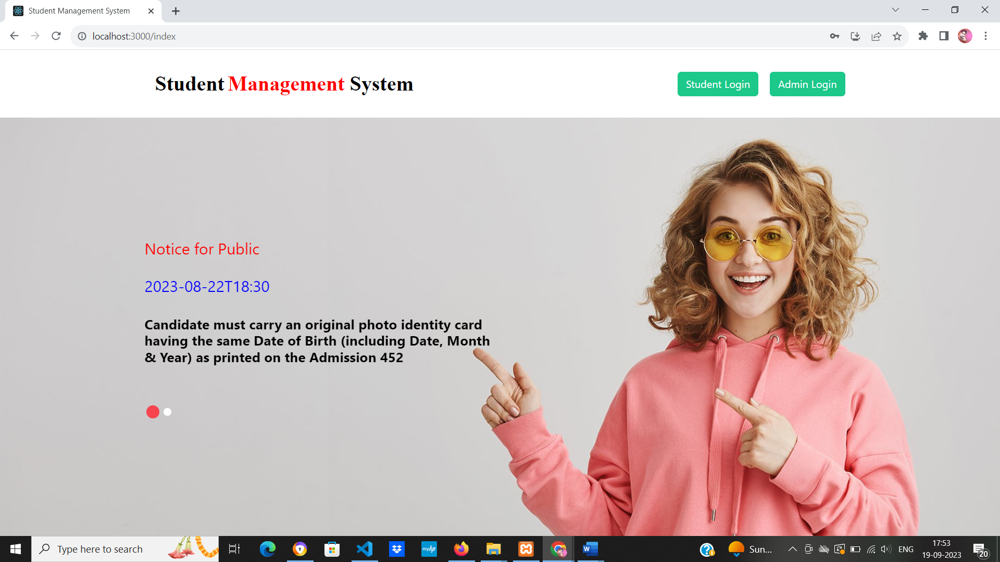 Student Management System
localhost:3000/index
Student Management System
Student Login
Admin Login
Notice for Public
2023-08-22T18:30
Candidate must carry an original photo identity card
having the same Date of Birth (including Date, Month
& Year) as printed on the Admission 452
Type here to search
myhp
W
Sun...
ENG
17:53
19-09-2023
20